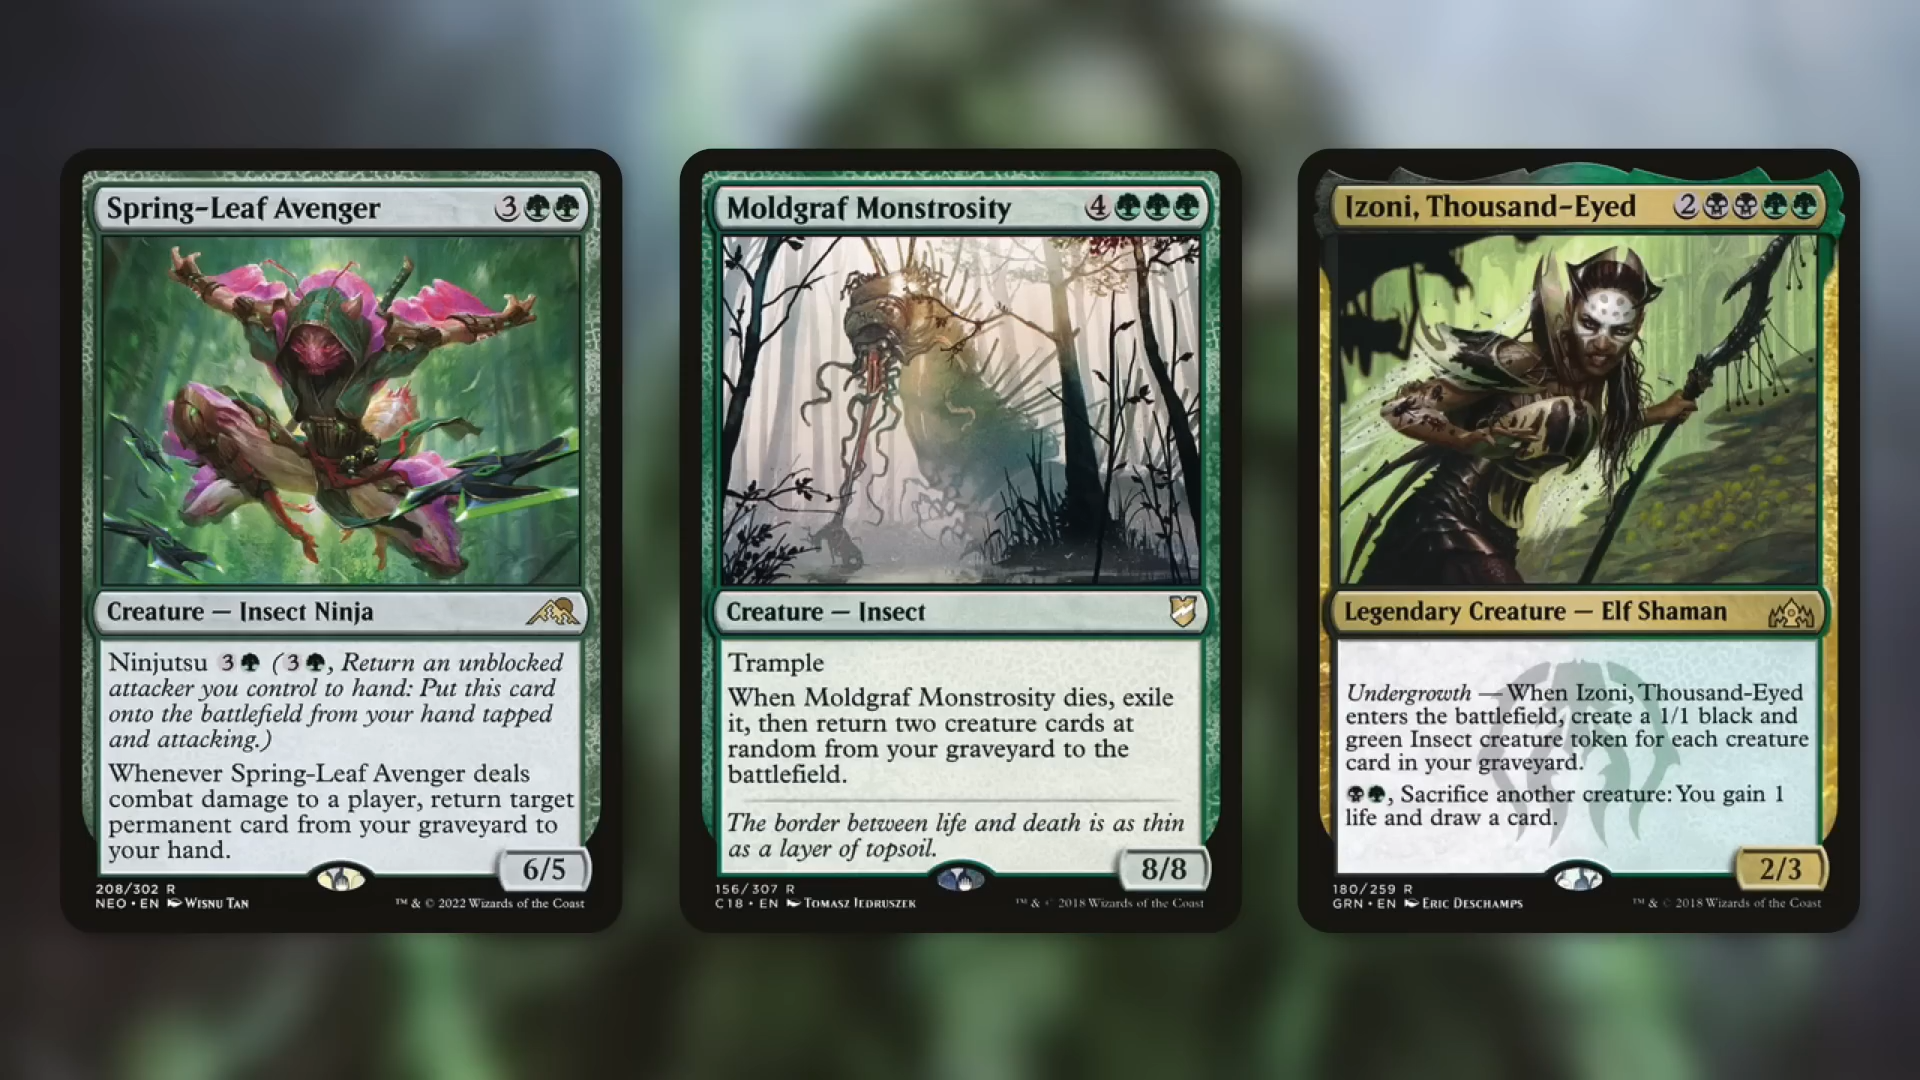 Spring-Leaf Avenger 3
Creature — Insect Ninja
Ninjutsu 3 (3, Return an unblocked
attacker you control to hand: Put this card
onto the battlefield from your hand tapped
and attacking.)
Whenever Spring-Leaf Avenger deals
combat damage to a player, return target
permanent card from your graveyard to
your hand.
6/5
208/302 R
NEO • EN Wisnu Tan ™ & © 2022 Wizards of the Coast
Moldgraf Monstrosity 4
Creature — Insect
Trample
When Moldgraf Monstrosity dies, exile
it, then return two creature cards at
random from your graveyard to the
battlefield.
The border between life and death is as thin
as a layer of topsoil.
8/8
156/307 R
C18 • EN Tomasz Jedruszek ™ & © 2018 Wizards of the Coast
Izoni, Thousand-Eyed 2
Legendary Creature — Elf Shaman
Undergrowth — When Izoni, Thousand-Eyed
enters the battlefield, create a 1/1 black and
green Insect creature token for each creature
card in your graveyard.
, Sacrifice another creature: You gain 1
life and draw a card.
2/3
180/259 R
GRN • EN Eric Deschamps ™ & © 2018 Wizards of the Coast